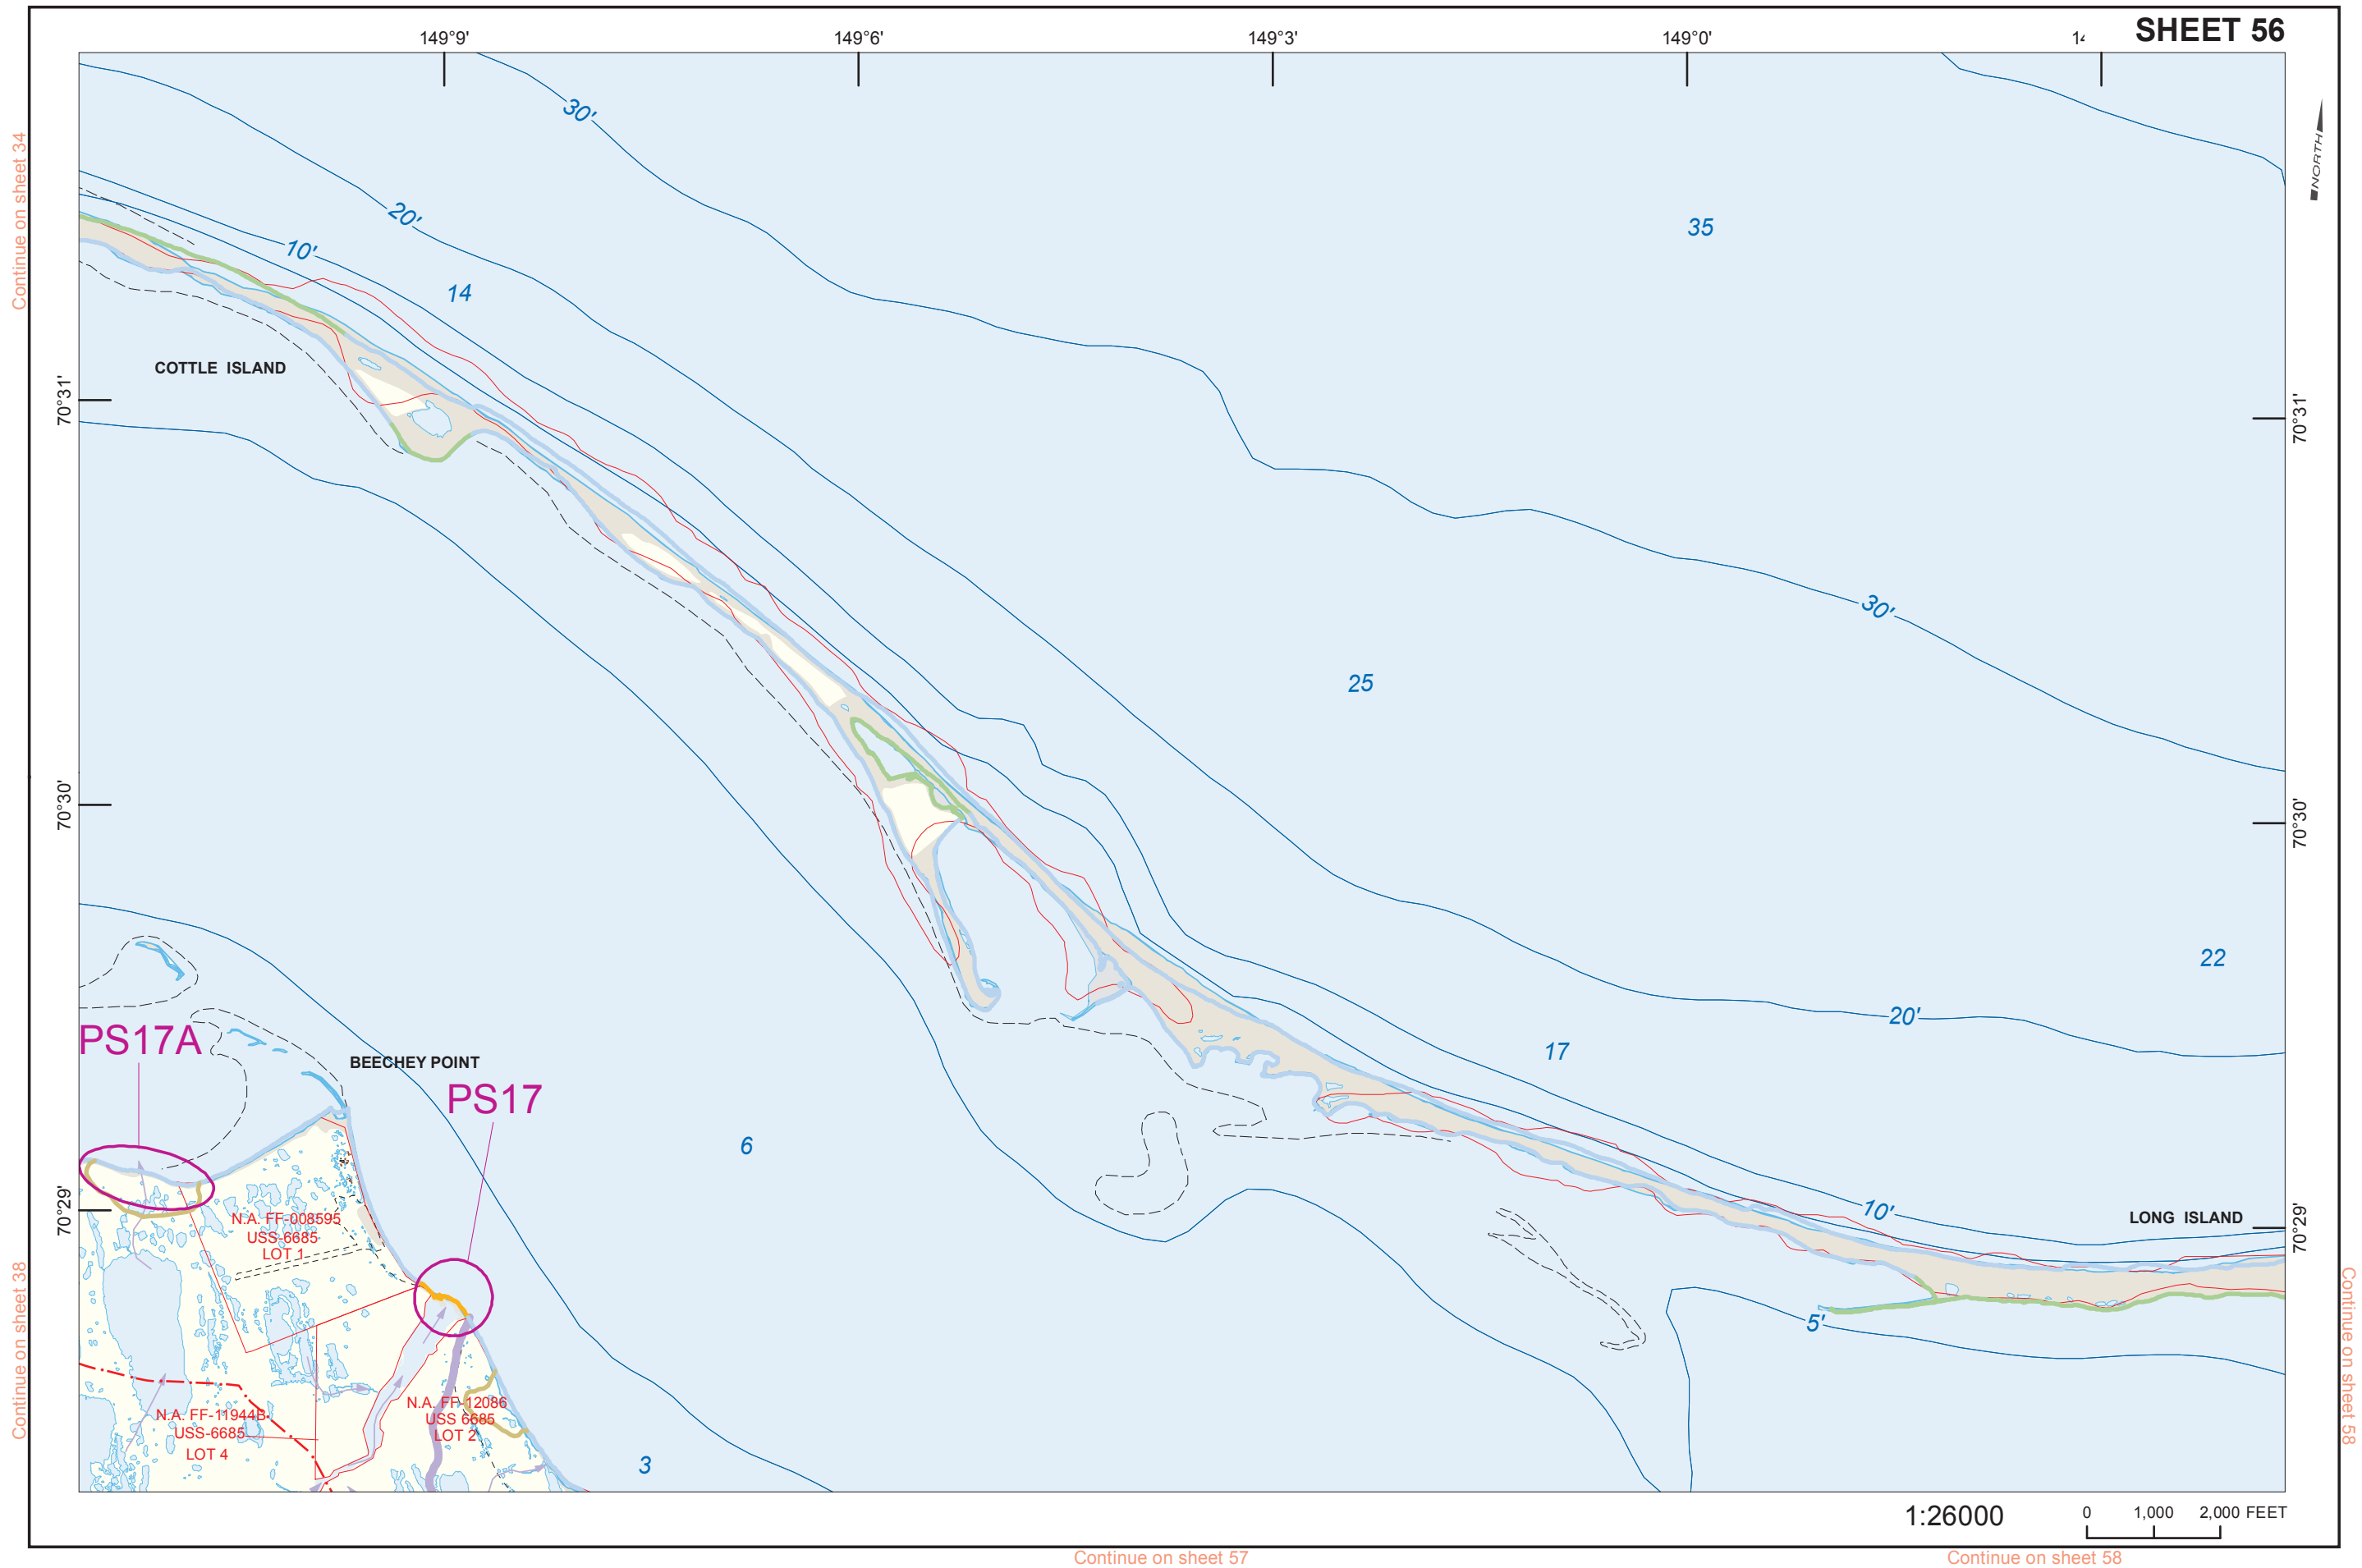 SHEET 56
149°9'
149°6'
149°3'
149°0'
NORTH
Continue on sheet 34
30'
20'
10'
14
35
COTTLE ISLAND
70°31'
70°31'
30'
25
70°30'
70°30'
22
20'
17
PS17A
BEECHEY POINT
PS17
6
70°29'
70°29'
10'
LONG ISLAND
N.A. FF-008595
USS-6685
LOT 1
5'
Continue on sheet 38
Continue on sheet 58
N.A. FF-11944B
USS-6685
LOT 4
N.A. FF-12086
USS 6685
LOT 2
3
1:26000
0 1,000 2,000 FEET
Continue on sheet 57
Continue on sheet 58